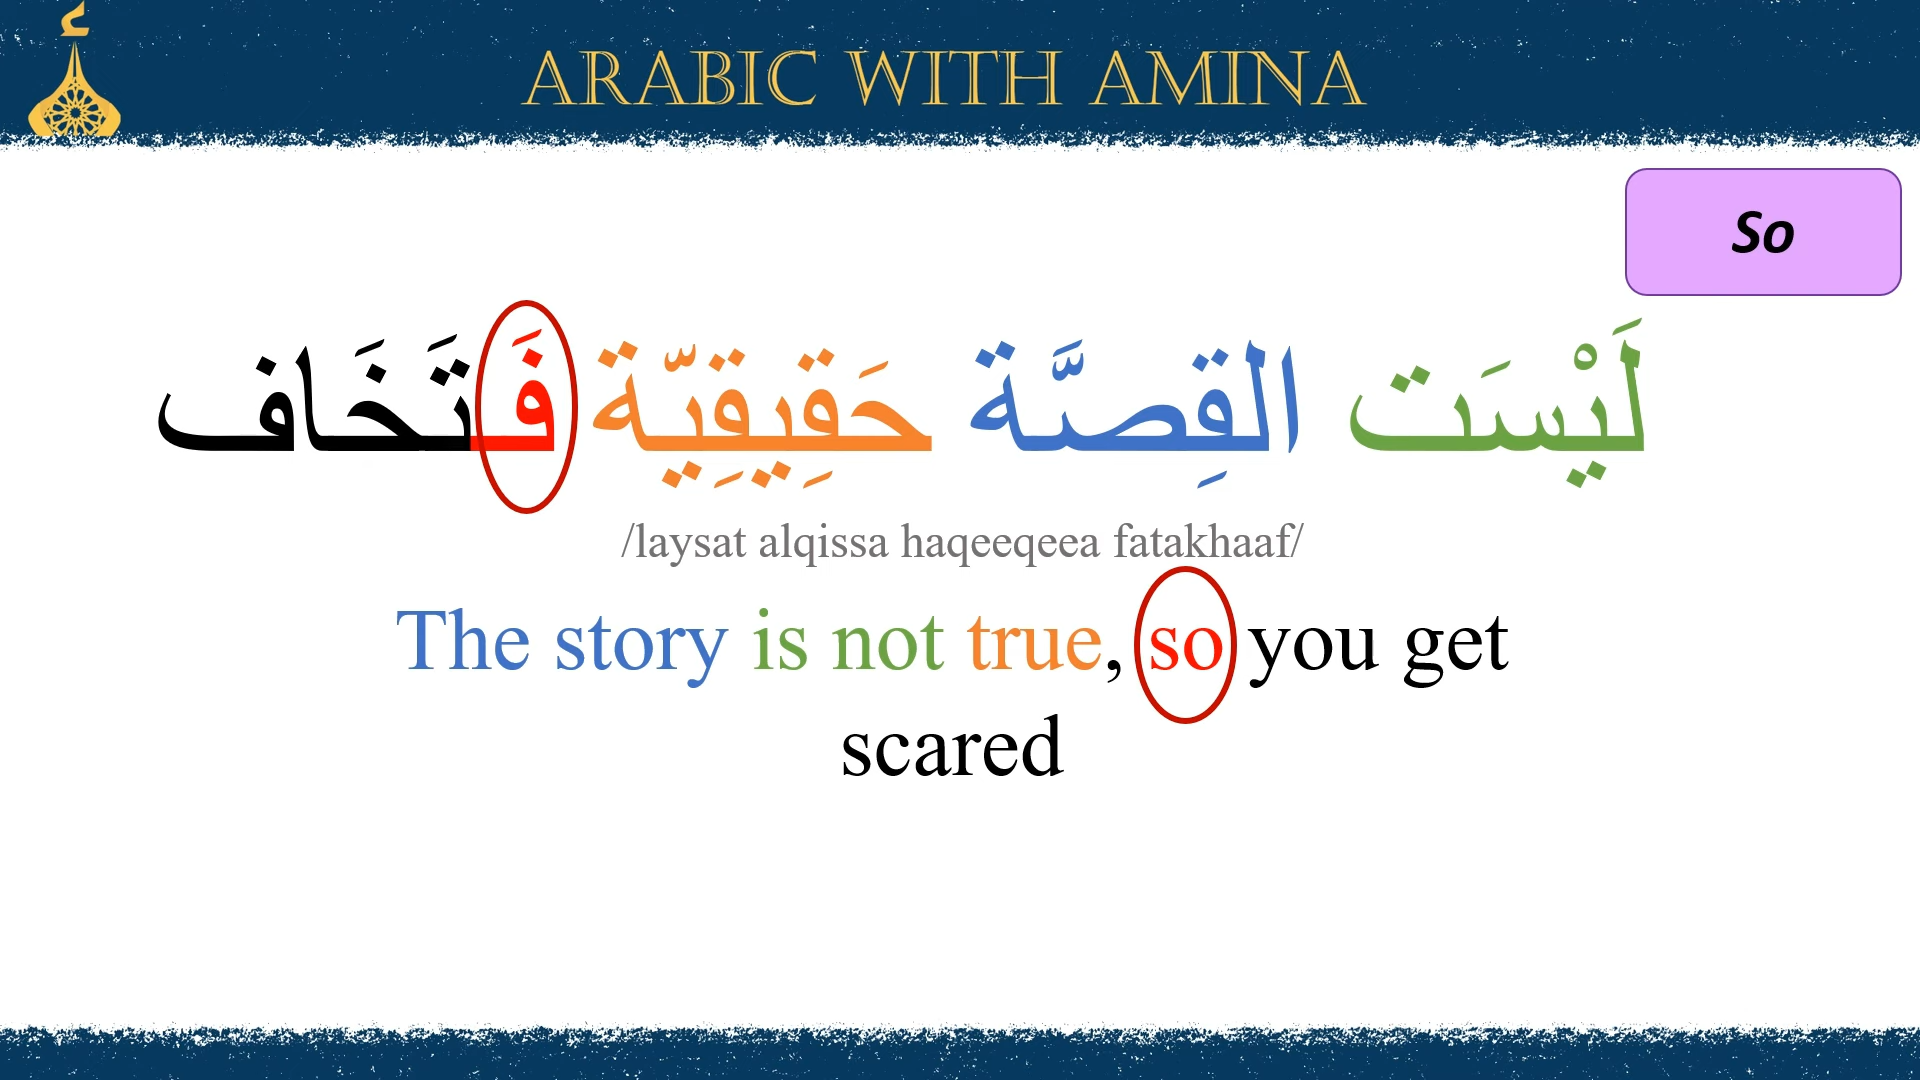 ARABIC WITH AMINA
So
لَيْسَت القِصَّة حَقِيقِيّة فَتَخَاف
/laysat alqissa haqeeqeea fatakhaaf/
The story is not true, so you get
scared